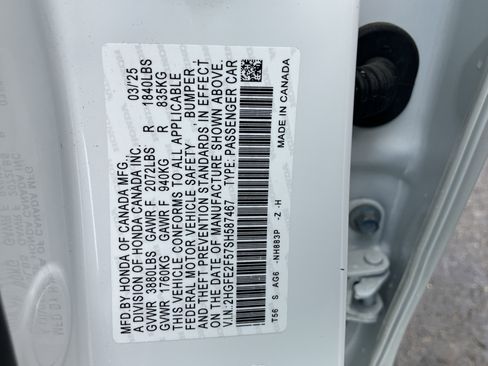 MFD.BY HONDA OF CANADA MFG. 03/'25
A DIVISION OF HONDA CANADA INC.
GVWR 3880LBS GAWR F 2072LBS R 1840LBS
GVWR 1760KG GAWR F 940KG R 835KG
THIS VEHICLE CONFORMS TO ALL APPLICABLE
FEDERAL MOTOR VEHICLE SAFETY , BUMPER,
AND THEFT PREVENTION STANDARDS IN EFFECT
ON THE DATE OF MANUFACTURE SHOWN ABOVE.
V.I.N:2HGFE2F57SH587467 TYPE: PASSENGER CAR
T56 S AG6 -NH883P -Z -H
MADE IN CANADA